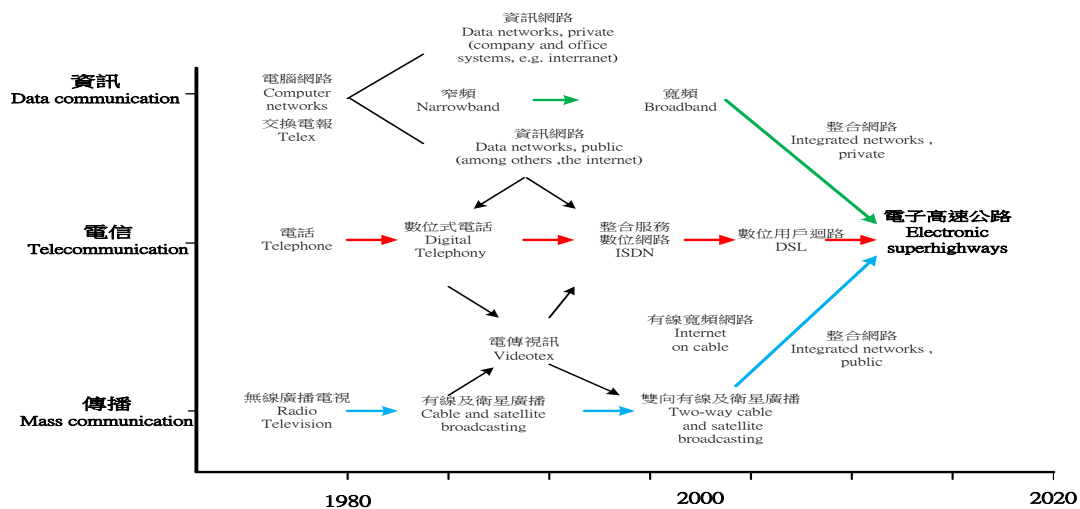 資訊網路
Data networks, private
(company and office
systems, e.g. interranet)
資訊
Data communication
電腦網路
Computer
networks
交換電報
Telex
窄頻
Narrowband
寬頻
Broadband
資訊網路
Data networks, public
(among others ,the internet)
整合網路
Integrated networks ,
private
電信
Telecommunication
電話
Telephone
數位式電話
Digital
Telephony
整合服務
數位網路
ISDN
數位用戶迴路
DSL
電子高速公路
Electronic
superhighways
電傳視訊
Videotex
有線寬頻網路
Internet
on cable
整合網路
Integrated networks ,
public
傳播
Mass communication
無線廣播電視
Radio
Television
有線及衛星廣播
Cable and satellite
broadcasting
雙向有線及衛星廣播
Two-way cable
and satellite
broadcasting
1980
2000
2020